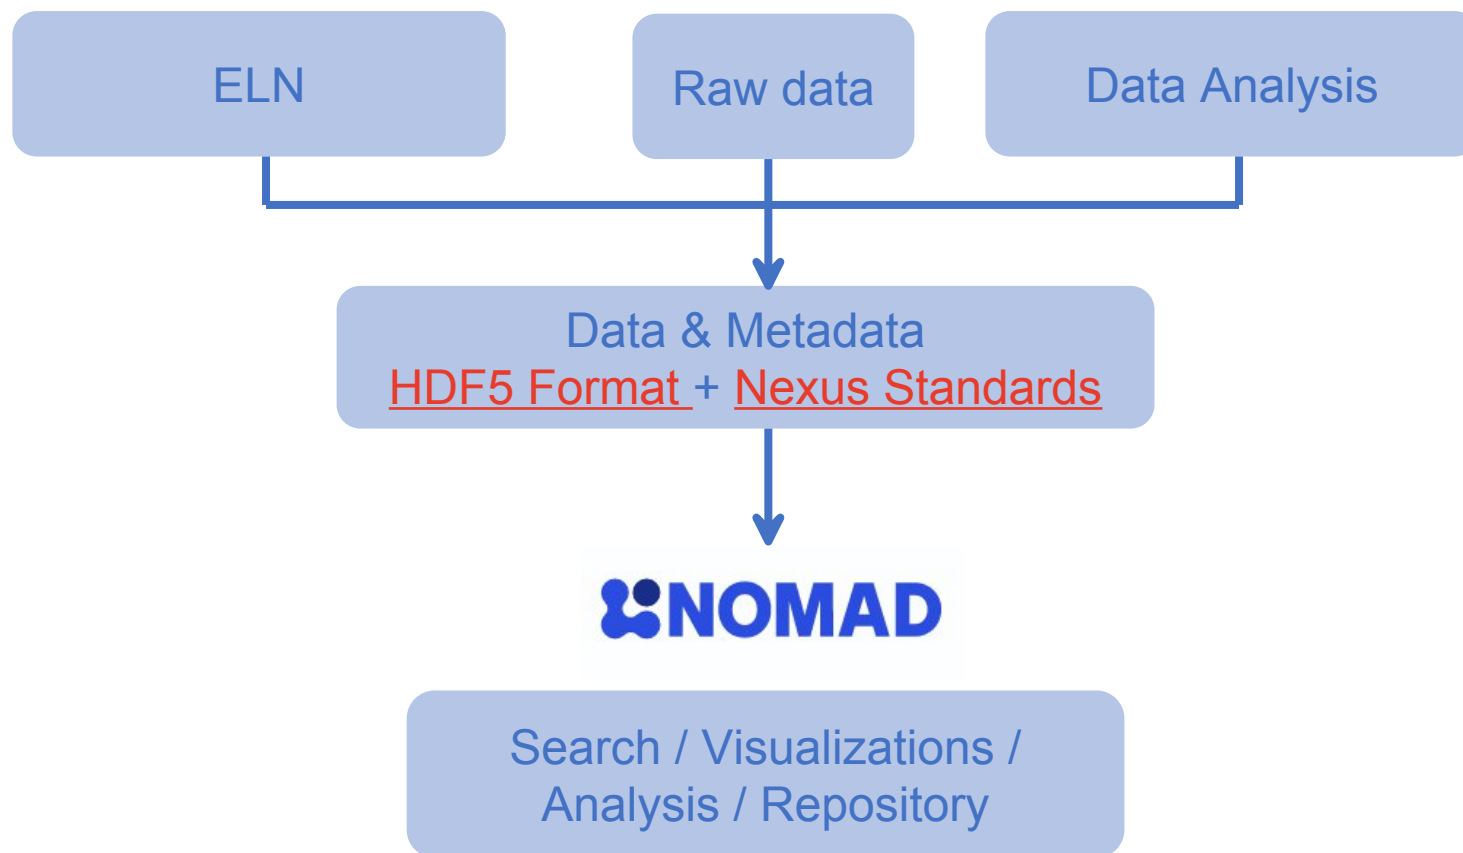 ELN
Raw data
Data Analysis
Data & Metadata
HDF5 Format + Nexus Standards
NOMAD
Search / Visualizations /
Analysis / Repository